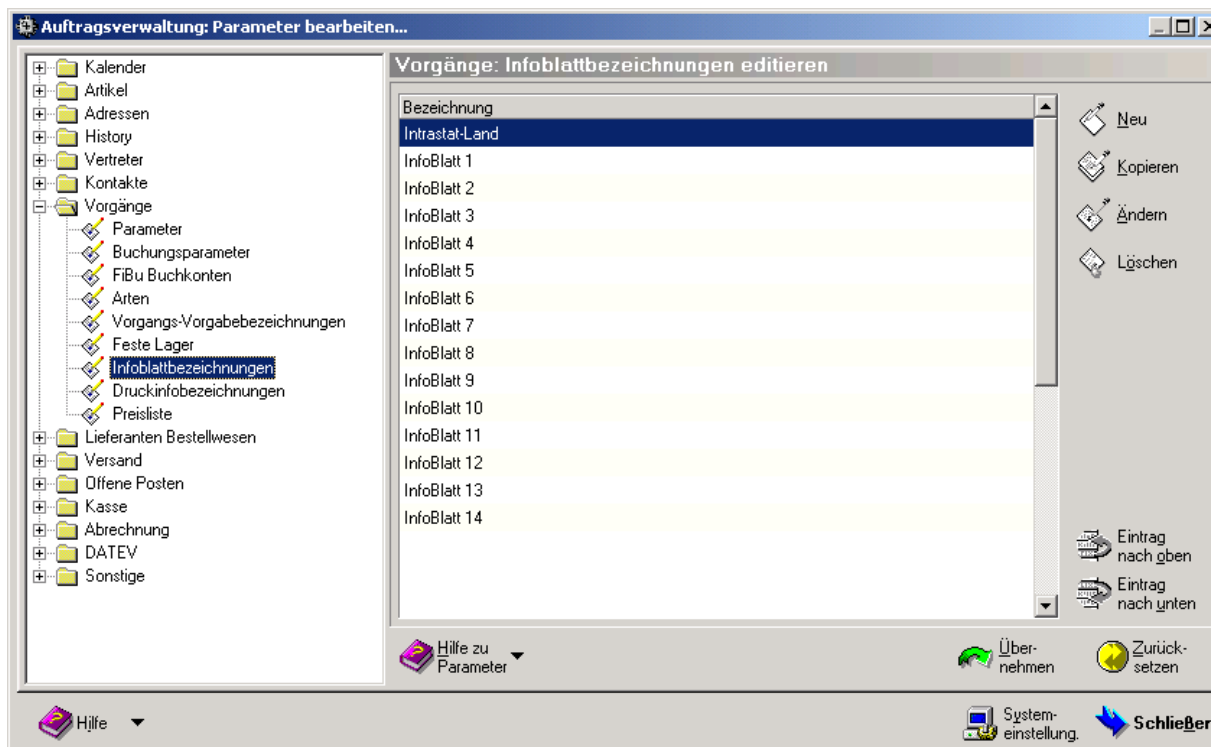 Auftragsverwaltung: Parameter bearbeiten...
Kalender
Artikel
Adressen
History
Vertreter
Kontakte
Vorgänge
Parameter
Buchungsparameter
FiBu Buchkonten
Arten
Vorgangs-Vorgabebezeichnungen
Feste Lager
Infoblattbezeichnungen
Druckinfobezeichnungen
Preisliste
Lieferanten Bestellwesen
Versand
Offene Posten
Kasse
Abrechnung
DATEV
Sonstige
Vorgänge: Infoblattbezeichnungen editieren
Bezeichnung
Intrastat-Land
InfoBlatt 1
InfoBlatt 2
InfoBlatt 3
InfoBlatt 4
InfoBlatt 5
InfoBlatt 6
InfoBlatt 7
InfoBlatt 8
InfoBlatt 9
InfoBlatt 10
InfoBlatt 11
InfoBlatt 12
InfoBlatt 13
InfoBlatt 14
Neu
Kopieren
Ändern
Löschen
Eintrag
nach oben
Eintrag
nach unten
Hilfe zu
Parameter
Über-
nehmen
Zurück-
setzen
Hilfe
System-
einstellung.
Schließer